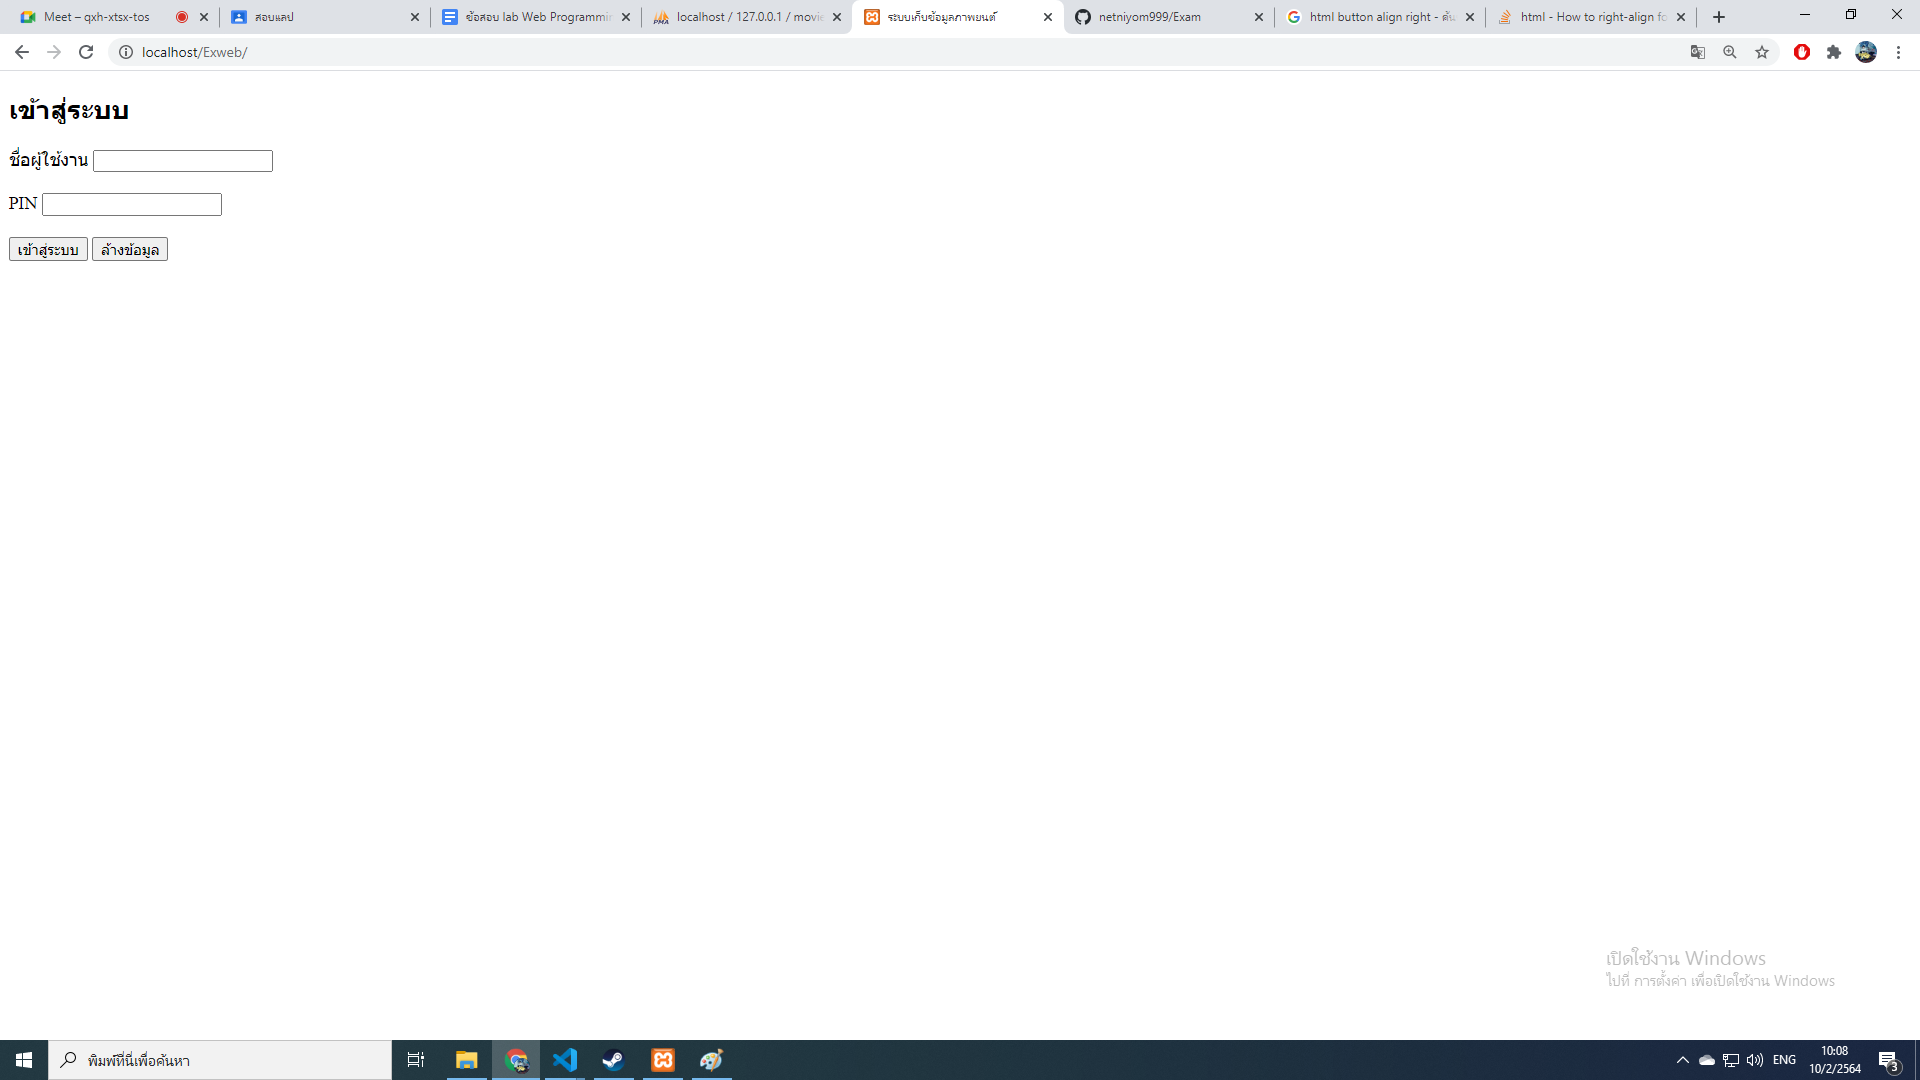 Meet – qxh-xtsx-tos
สอบแลป
ข้อสอบ lab Web Programmin
localhost / 127.0.0.1 / movie
ระบบเก็บข้อมูลภาพยนต์
netniyom999/Exam
html button align right - ค้น
html - How to right-align fo
localhost/Exweb/
เข้าสู่ระบบ
ชื่อผู้ใช้งาน
PIN
เข้าสู่ระบบ ล้างข้อมูล
เปิดใช้งาน Windows
ไปที่ การตั้งค่า เพื่อเปิดใช้งาน Windows
พิมพ์ที่นี่เพื่อค้นหา
ENG
10:08
10/2/2564
3